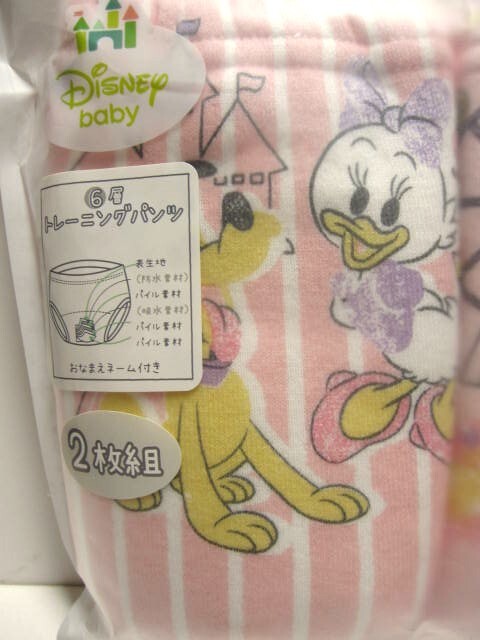 Disney
baby
⑥層
トレーニングパンツ
表生地
(防水素材)
パイル素材
(吸水素材)
パイル素材
パイル素材
おなまえネーム付き
2枚組